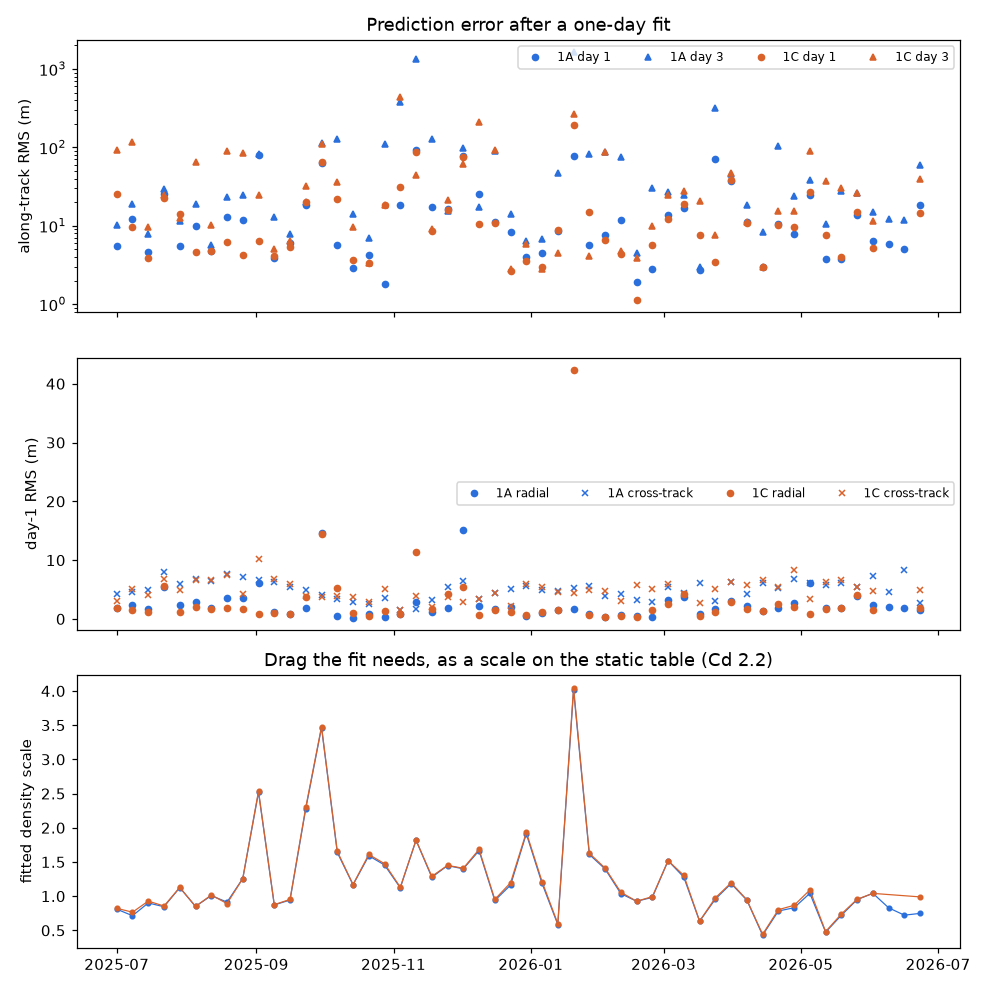 Prediction error after a one-day fit
along-track RMS (m)
10³
10²
10¹
10⁰
1A day 1
1A day 3
1C day 1
1C day 3
day-1 RMS (m)
40
30
20
10
0
1A radial
1A cross-track
1C radial
1C cross-track
Drag the fit needs, as a scale on the static table (Cd 2.2)
fitted density scale
4.0
3.5
3.0
2.5
2.0
1.5
1.0
0.5
2025-07
2025-09
2025-11
2026-01
2026-03
2026-05
2026-07